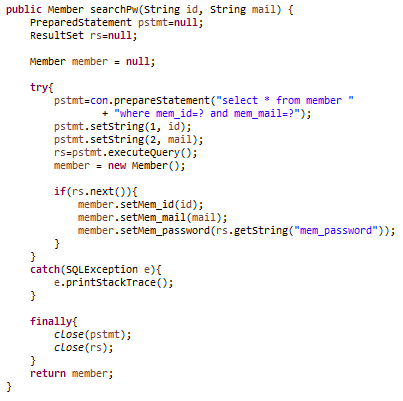 public Member searchPw(String id, String mail) {
    PreparedStatement pstmt=null;
    ResultSet rs=null;

    Member member = null;

    try{
        pstmt=con.prepareStatement("select * from member "
                + "where mem_id=? and mem_mail=?");
        pstmt.setString(1, id);
        pstmt.setString(2, mail);
        rs=pstmt.executeQuery();
        member = new Member();

        if(rs.next()){
            member.setMem_id(id);
            member.setMem_mail(mail);
            member.setMem_password(rs.getString("mem_password"));
        }
    }
    catch(SQLException e){
        e.printStackTrace();
    }

    finally{
        close(pstmt);
        close(rs);
    }
    return member;
}